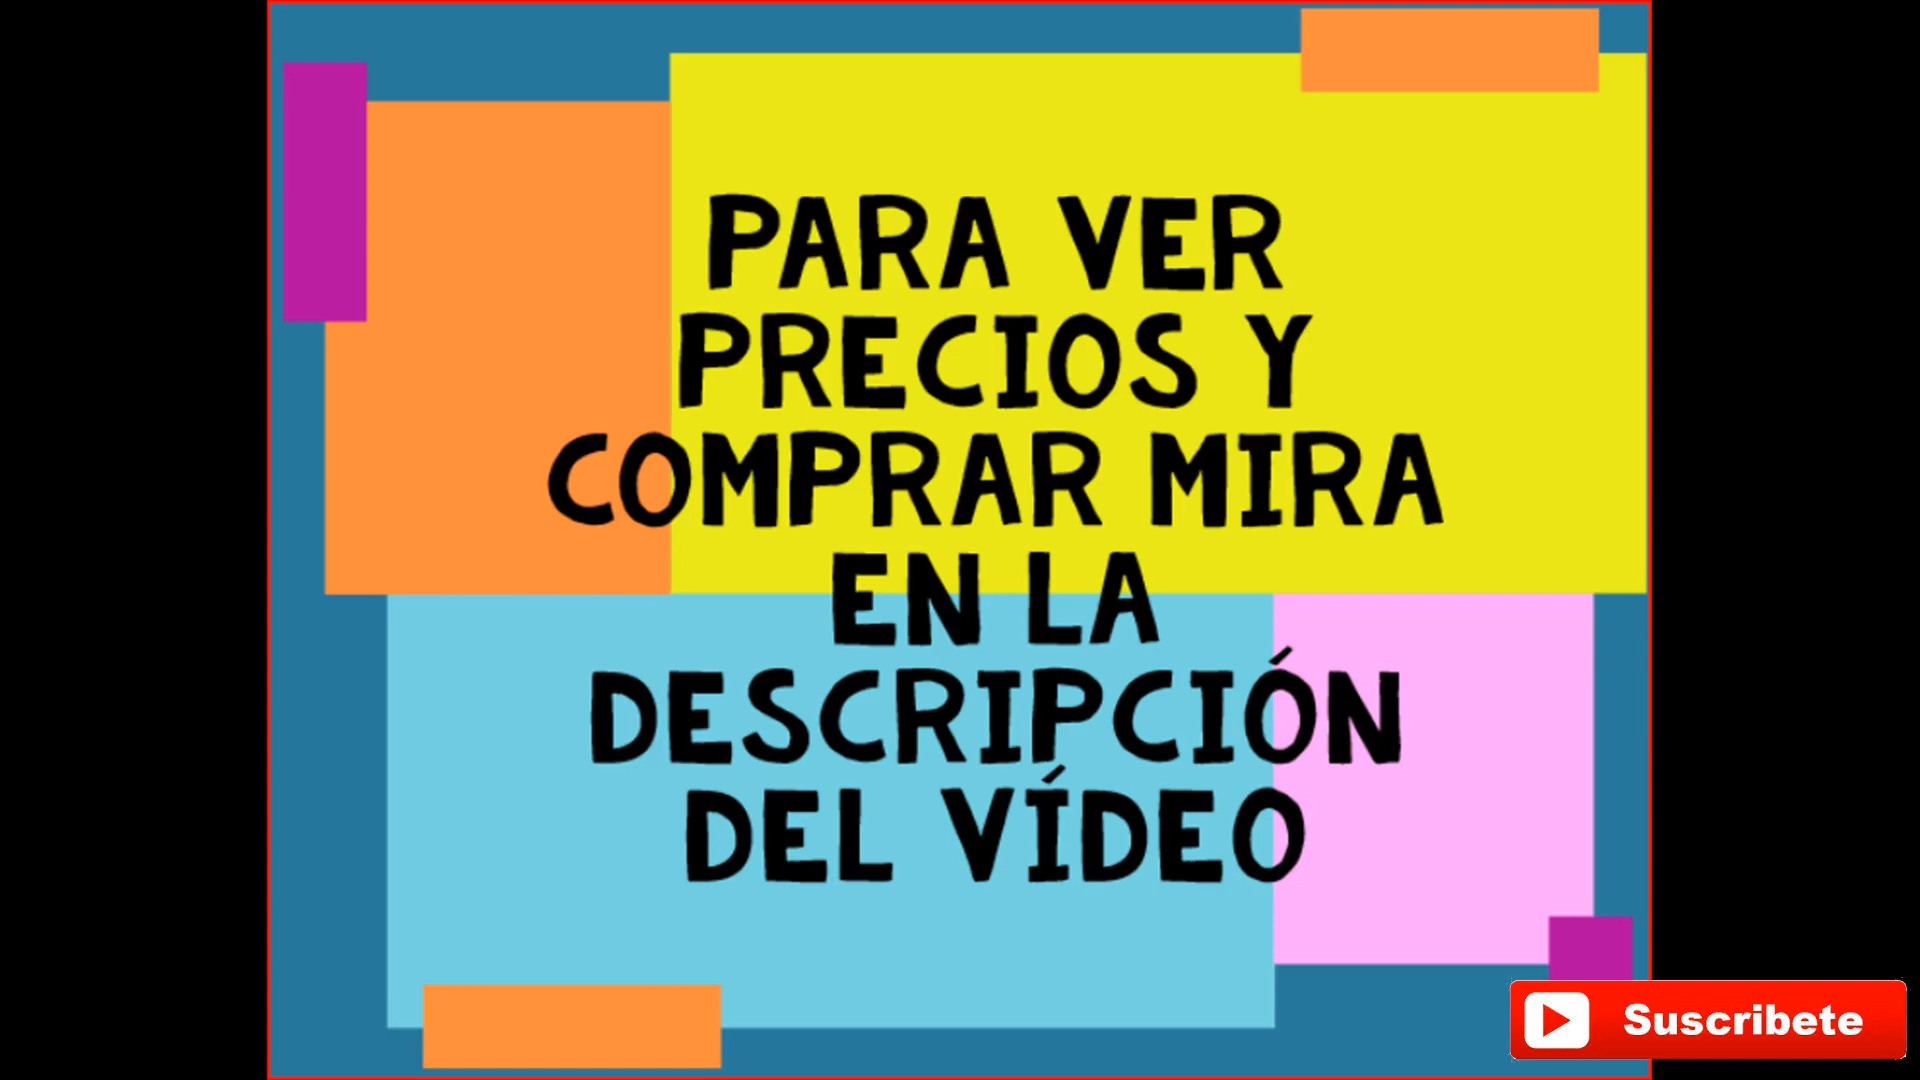 PARA VER
PRECIOS Y
COMPRAR MIRA
EN LA
DESCRIPCIÓN
DEL VÍDEO
Suscribete